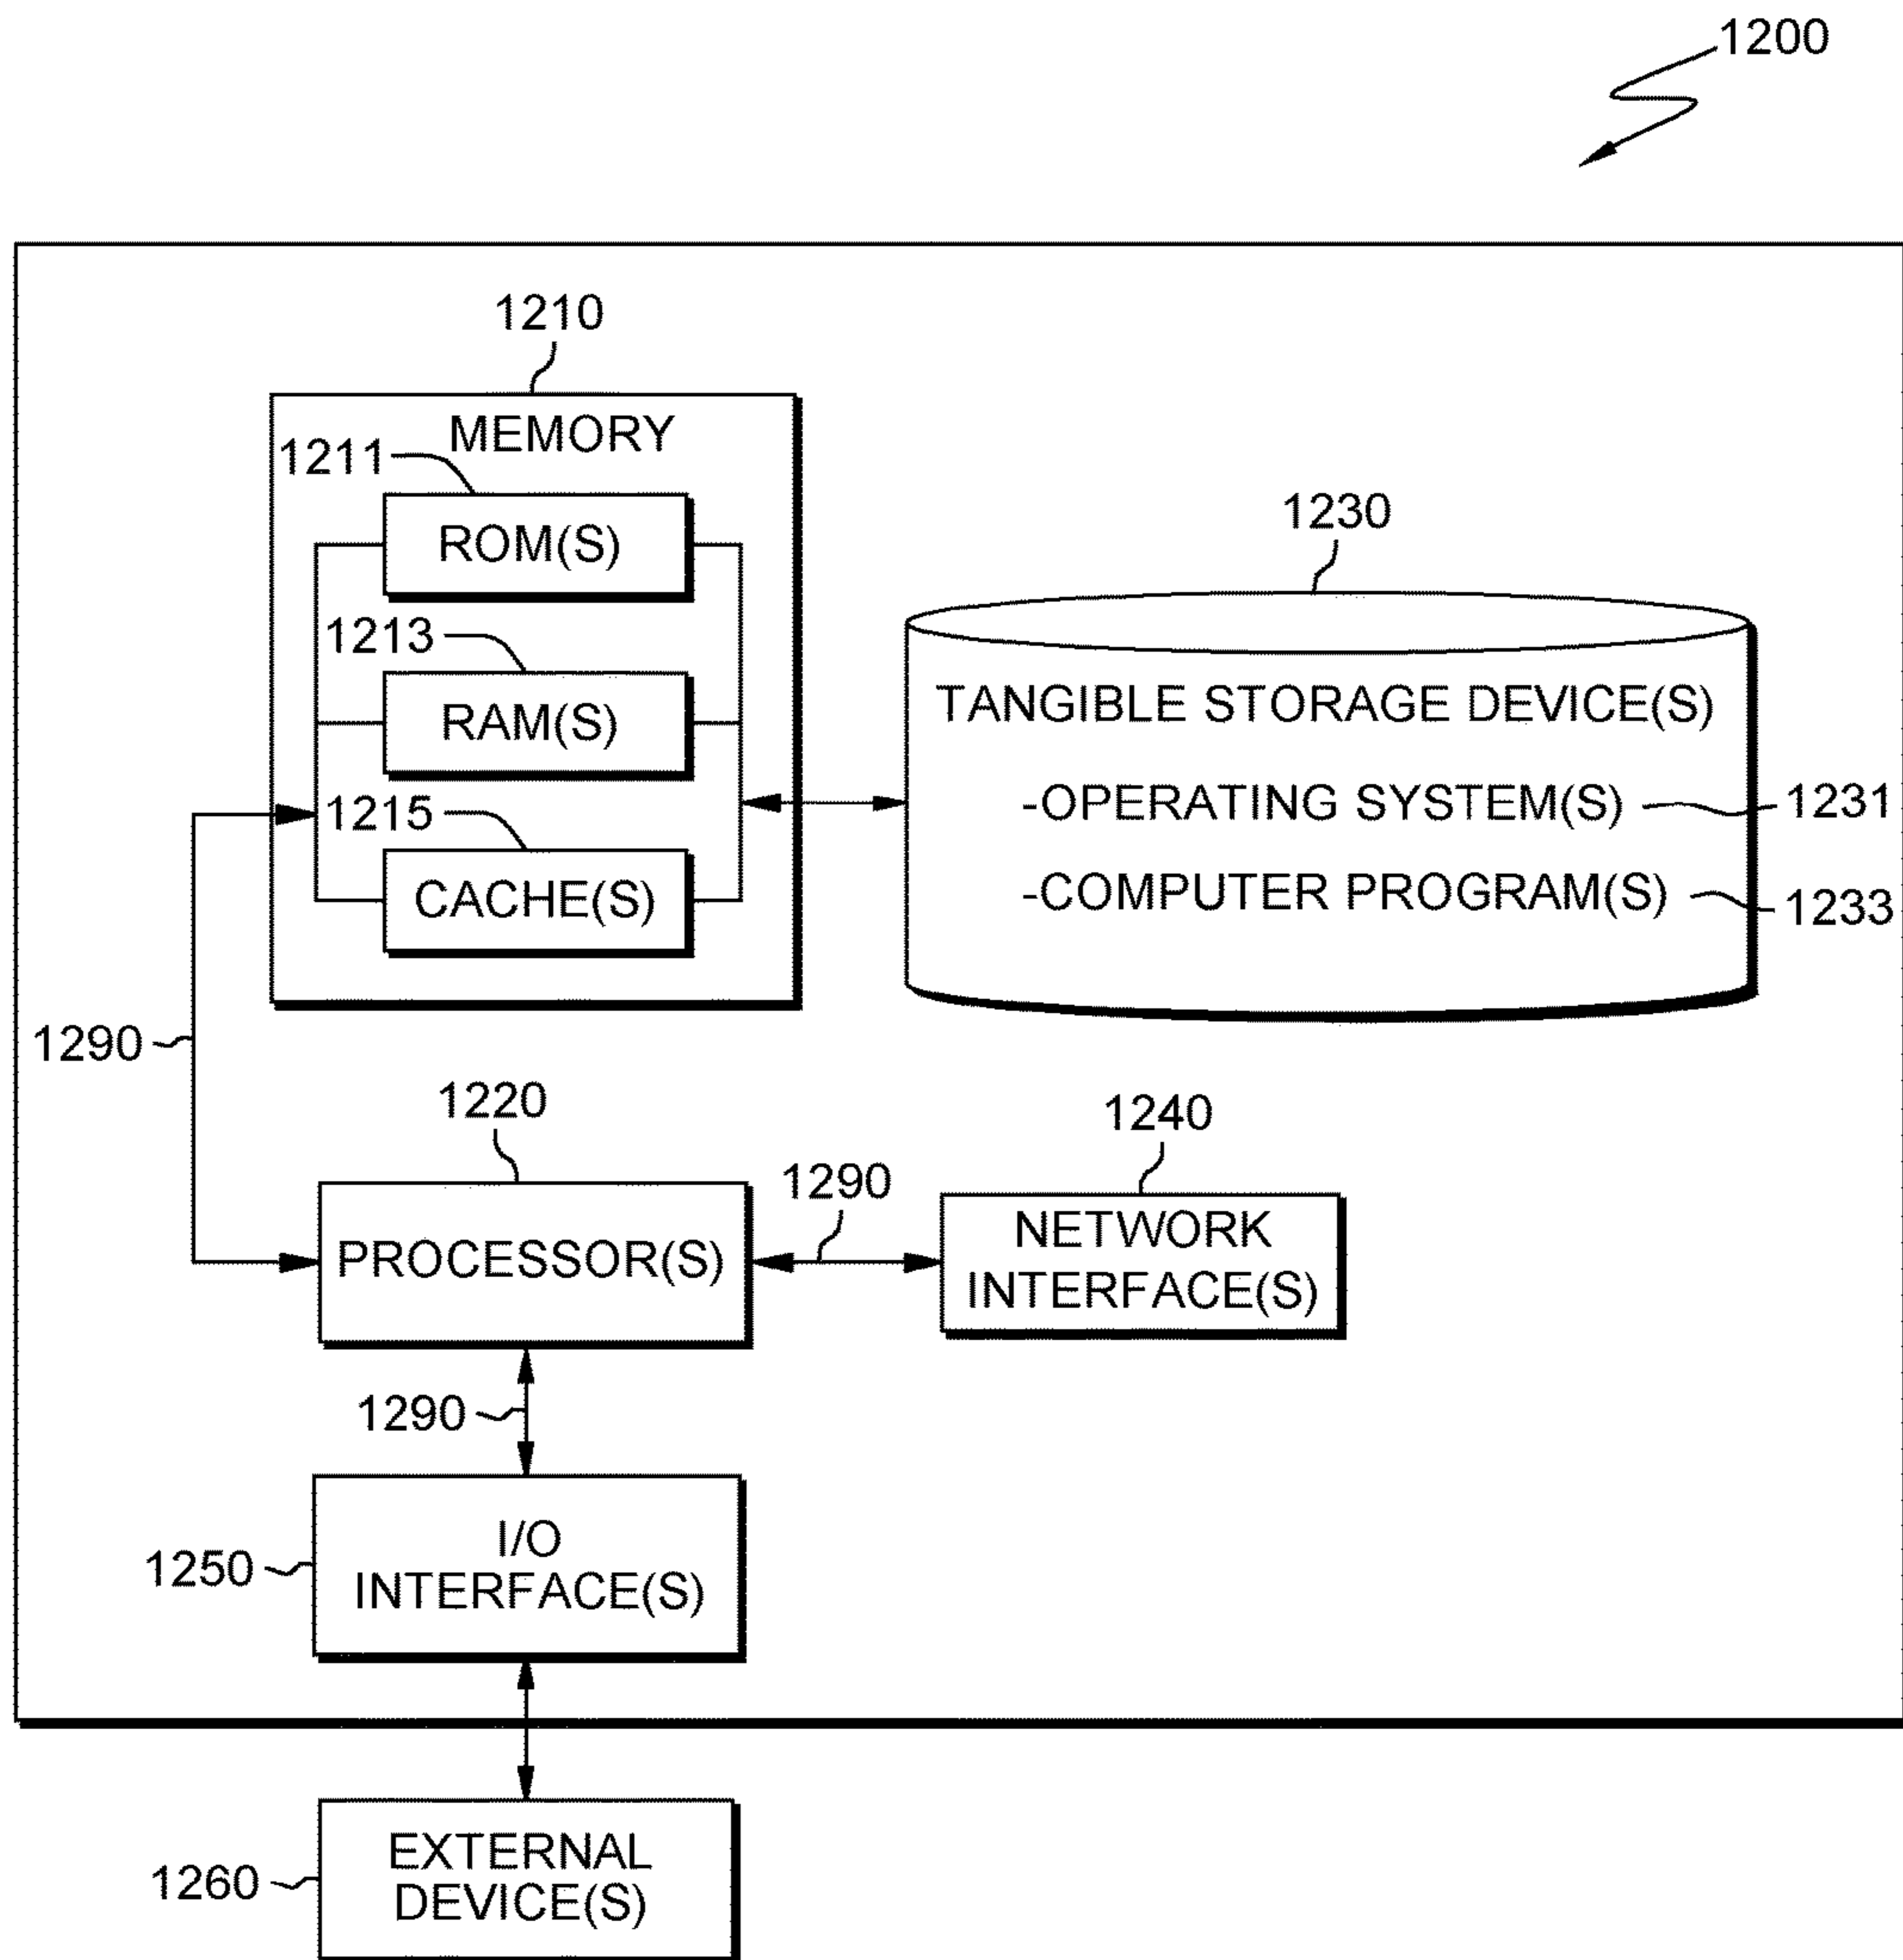 1200
1210
MEMORY
1211
ROM(S)
1230
1213
RAM(S)
TANGIBLE STORAGE DEVICE(S)
1215
-OPERATING SYSTEM(S)
1231
CACHE(S)
-COMPUTER PROGRAM(S)
1233
1290
1220
1240
1290
PROCESSOR(S)
NETWORK
INTERFACE(S)
1290
I/O
INTERFACE(S)
1250
EXTERNAL
DEVICE(S)
1260